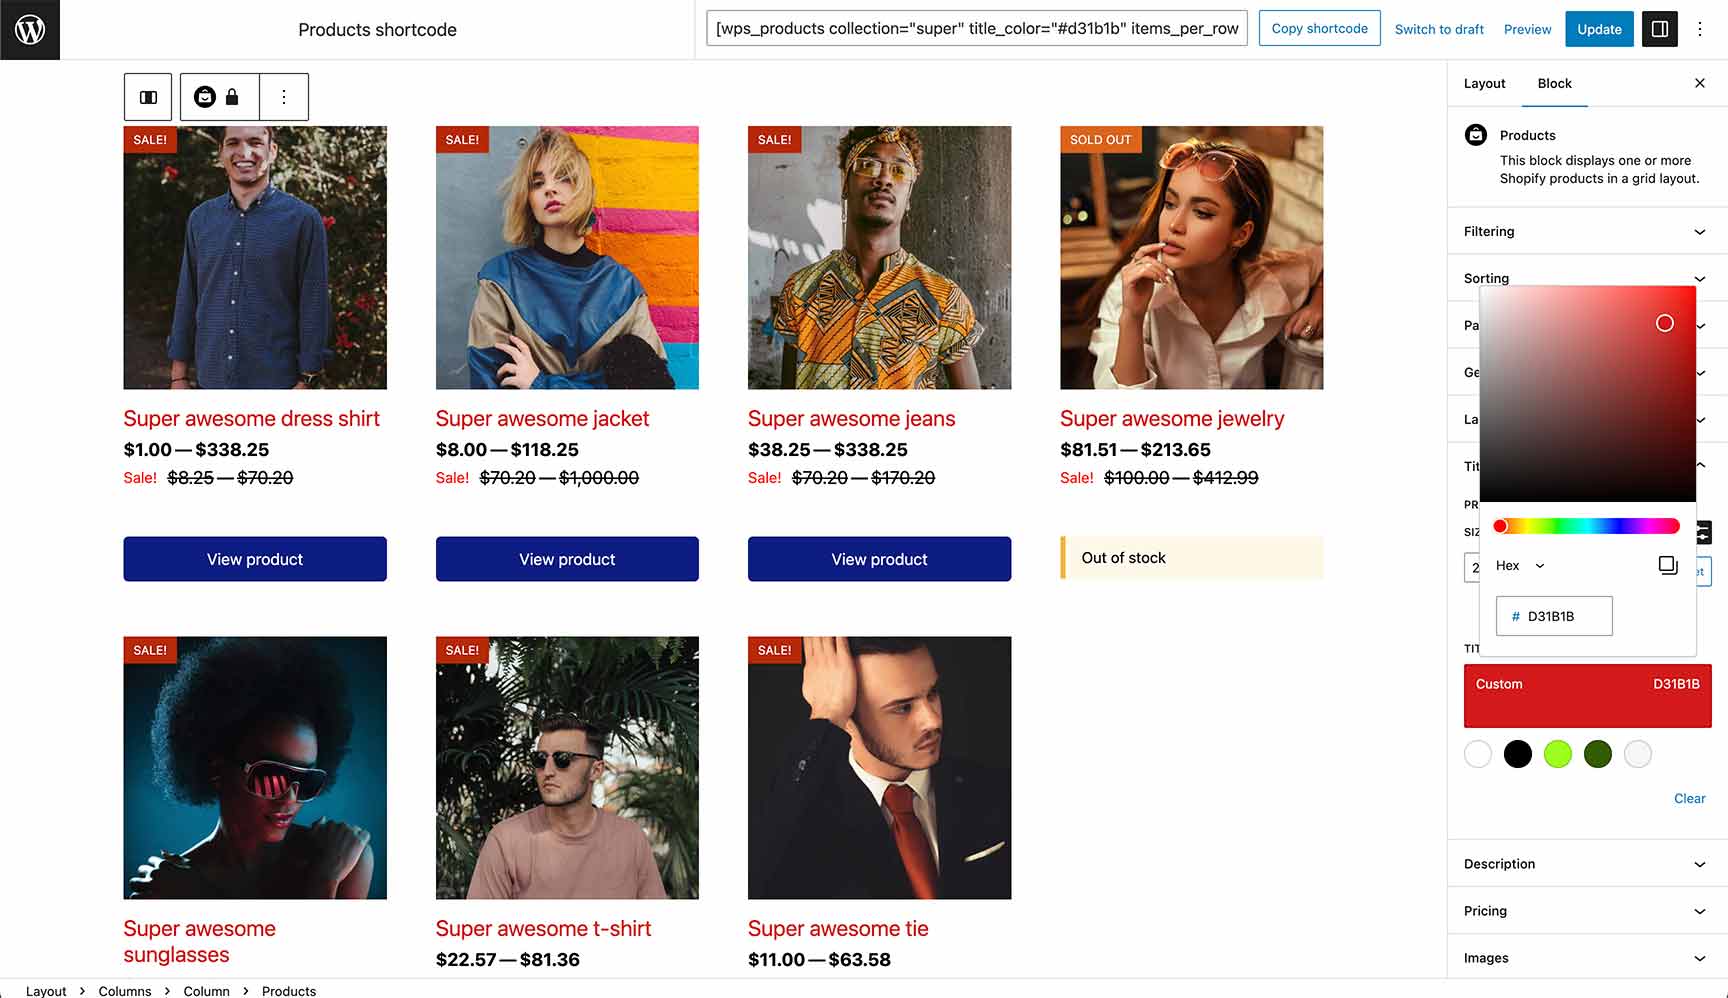 Products shortcode
[wps_products collection="super" title_color="#d31b1b" items_per_row
Copy shortcode
Switch to draft
Preview
Update
Layout
Block
Products
This block displays one or more
Shopify products in a grid layout.
Filtering
Sorting
Pa
Ge
La
Tit
PR
SIZ
2
et
Hex
# D31B1B
TIT
Custom D31B1B
Clear
Description
Pricing
Images
SALE!
SALE!
SALE!
SOLD OUT
Super awesome dress shirt
$1.00 — $338.25
Sale! $8.25 — $70.20
View product
Super awesome jacket
$8.00 — $118.25
Sale! $70.20 — $1,000.00
View product
Super awesome jeans
$38.25 — $338.25
Sale! $70.20 — $170.20
View product
Super awesome jewelry
$81.51 — $213.65
Sale! $100.00 — $412.99
Out of stock
SALE!
SALE!
SALE!
Super awesome
sunglasses
Super awesome t-shirt
$22.57 — $81.36
Super awesome tie
$11.00 — $63.58
Layout > Columns > Column > Products